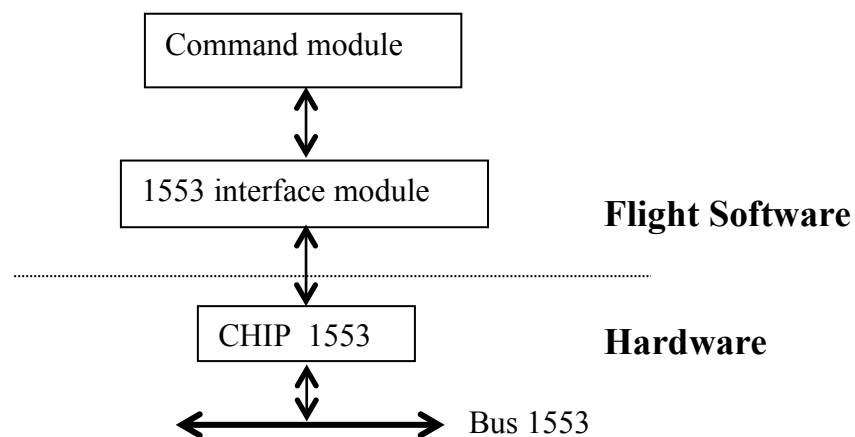 Command module
1553 interface module
Flight Software
CHIP 1553
Hardware
Bus 1553